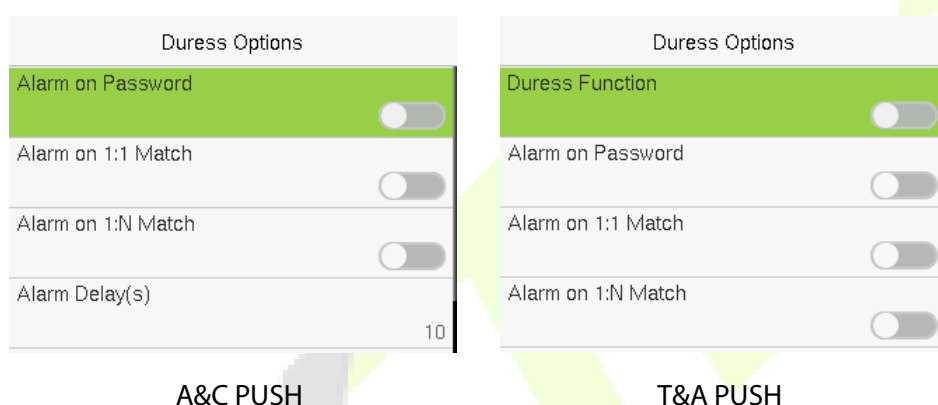 Duress Options
Alarm on Password
Alarm on 1:1 Match
Alarm on 1:N Match
Alarm Delay(s)
10
A&C PUSH
Duress Options
Duress Function
Alarm on Password
Alarm on 1:1 Match
Alarm on 1:N Match
T&A PUSH